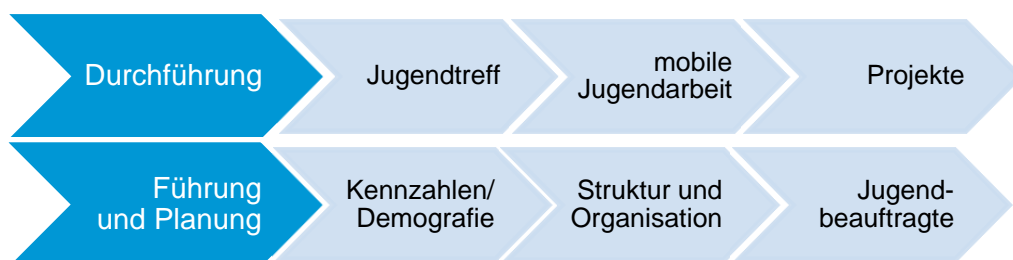 Durchführung
Jugendtreff
mobile
Jugendarbeit
Projekte
Führung
und Planung
Kennzahlen/
Demografie
Struktur und
Organisation
Jugend-
beauftragte